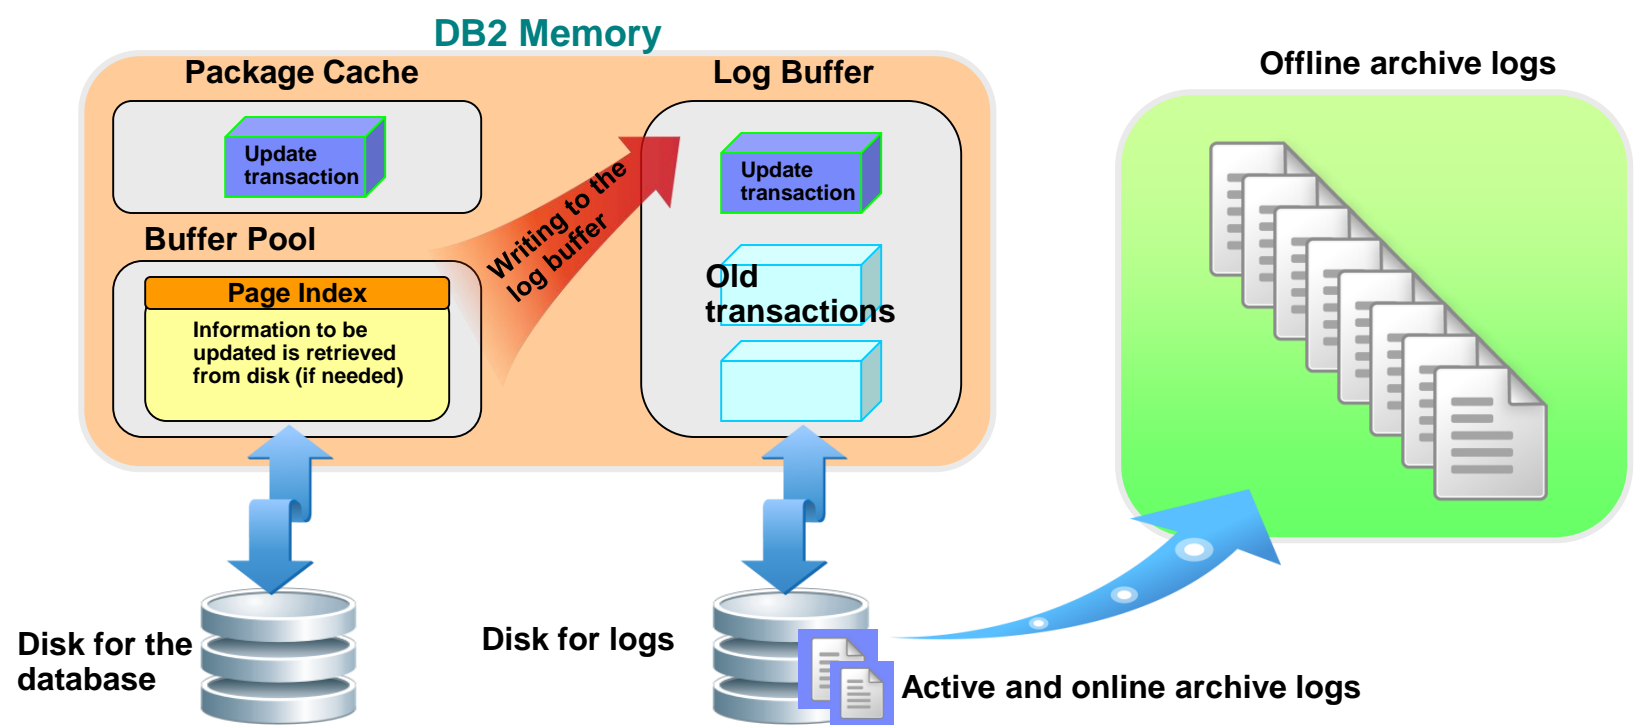 DB2 Memory
Package Cache
Update
transaction
Buffer Pool
Page Index
Information to be
updated is retrieved
from disk (if needed)
Writing to the
log buffer
Log Buffer
Update
transaction
Old
transactions
Offline archive logs
Disk for the
database
Disk for logs
Active and online archive logs